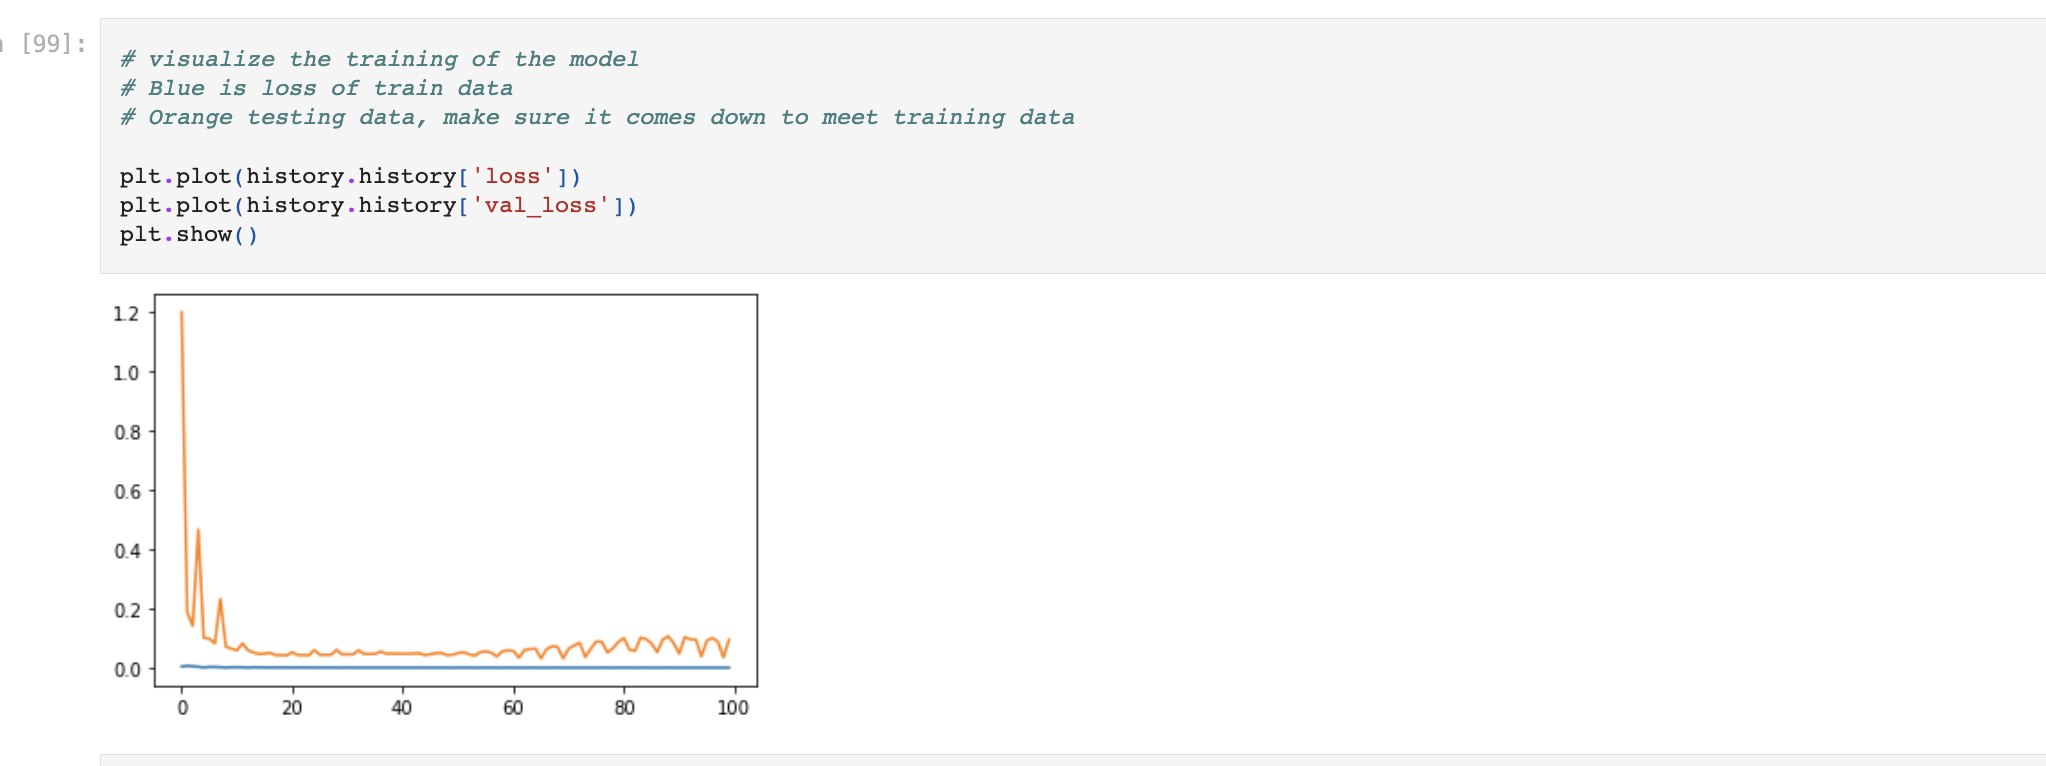 [99]:
# visualize the training of the model
# Blue is loss of train data
# Orange testing data, make sure it comes down to meet training data
plt.plot(history.history['loss'])
plt.plot(history.history['val_loss'])
plt.show()
1.2
1.0
0.8
0.6
0.4
0.2
0.0
0 20 40 60 80 100